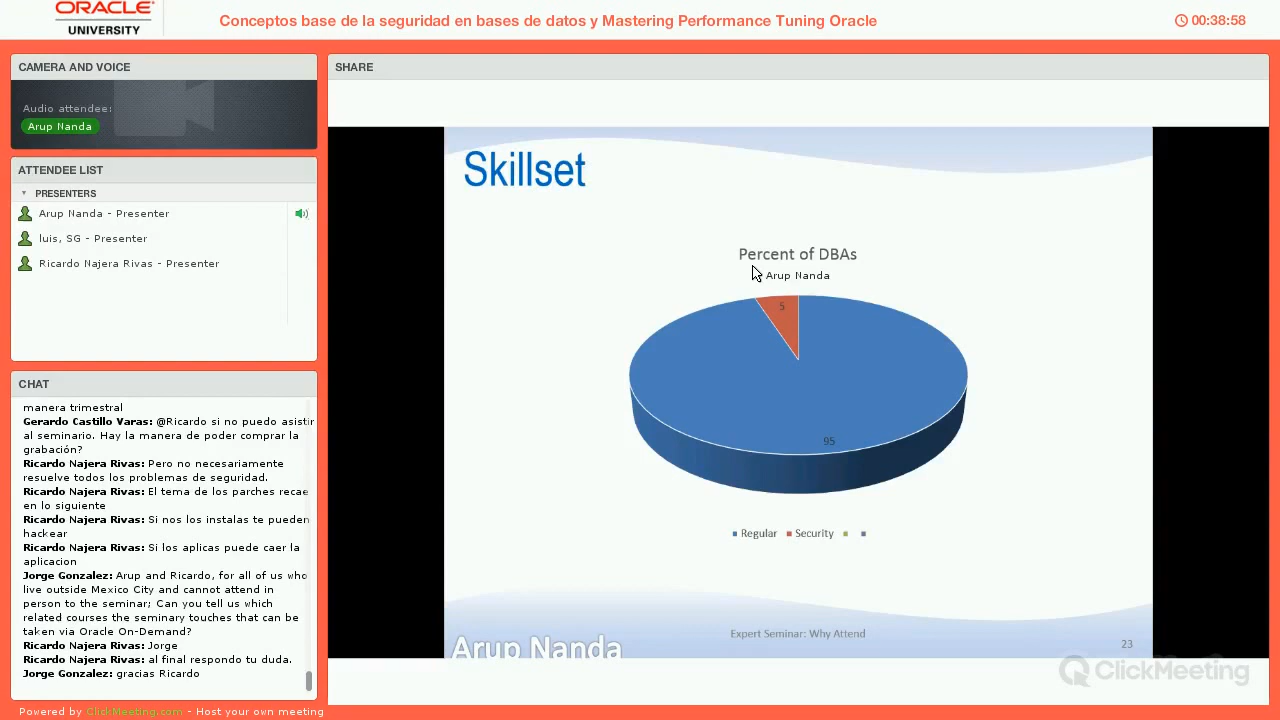 ORACLE
UNIVERSITY
Conceptos base de la seguridad en bases de datos y Mastering Performance Tuning Oracle
00:38:58
CAMERA AND VOICE
Audio attendee:
Arup Nanda
ATTENDEE LIST
PRESENTERS
Arup Nanda - Presenter
luis, SG - Presenter
Ricardo Najera Rivas - Presenter
CHAT
manera trimestral
Gerardo Castillo Varas: @Ricardo si no puedo asistir
al seminario. Hay la manera de poder comprar la
grabación?
Ricardo Najera Rivas: Pero no necesariamente
resuelve todos los problemas de seguridad.
Ricardo Najera Rivas: El tema de los parches recae
en lo siguiente
Ricardo Najera Rivas: Si nos los instalas te pueden
hackear
Ricardo Najera Rivas: Si los aplicas puede caer la
aplicacion
Jorge Gonzalez: Arup and Ricardo, for all of us who
live outside Mexico City and cannot attend in
person to the seminar; Can you tell us which
related courses the seminary touches that can be
taken via Oracle On-Demand?
Ricardo Najera Rivas: Jorge
Ricardo Najera Rivas: al final respondo tu duda.
Jorge Gonzalez: gracias Ricardo
SHARE
Skillset
Percent of DBAs
Arup Nanda
5
95
Regular Security
Expert Seminar: Why Attend
23
Arup Nanda
ClickMeeting
Powered by ClickMeeting.com - Host your own meeting